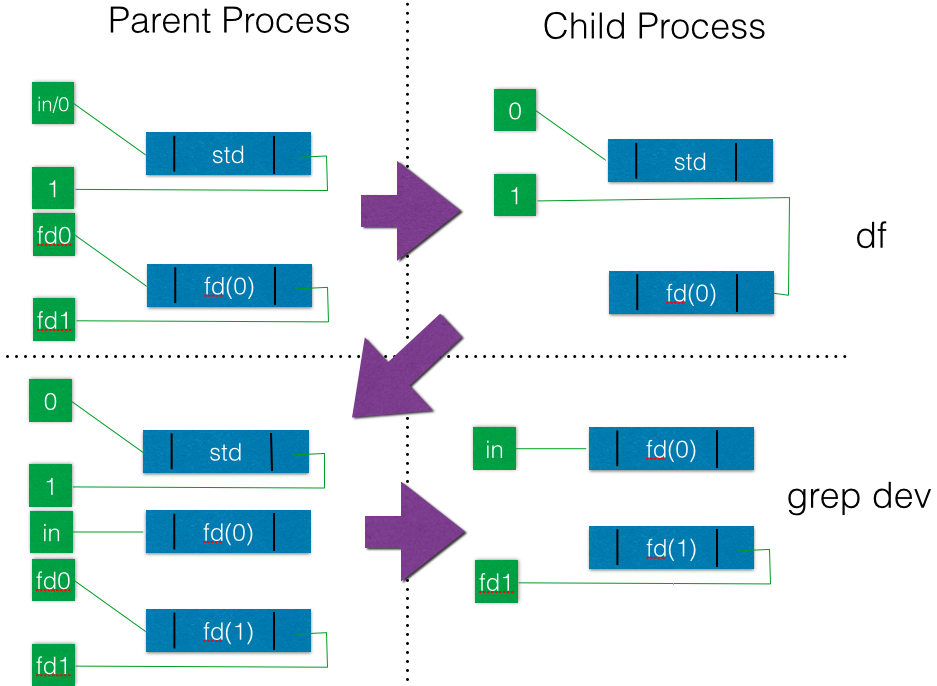 Parent Process
Child Process
in/0
std
1
fd0
fd(0)
fd1
0
std
1
fd(0)
df
0
std
1
in
fd(0)
fd0
fd(1)
fd1
in
fd(0)
fd(1)
fd1
grep dev